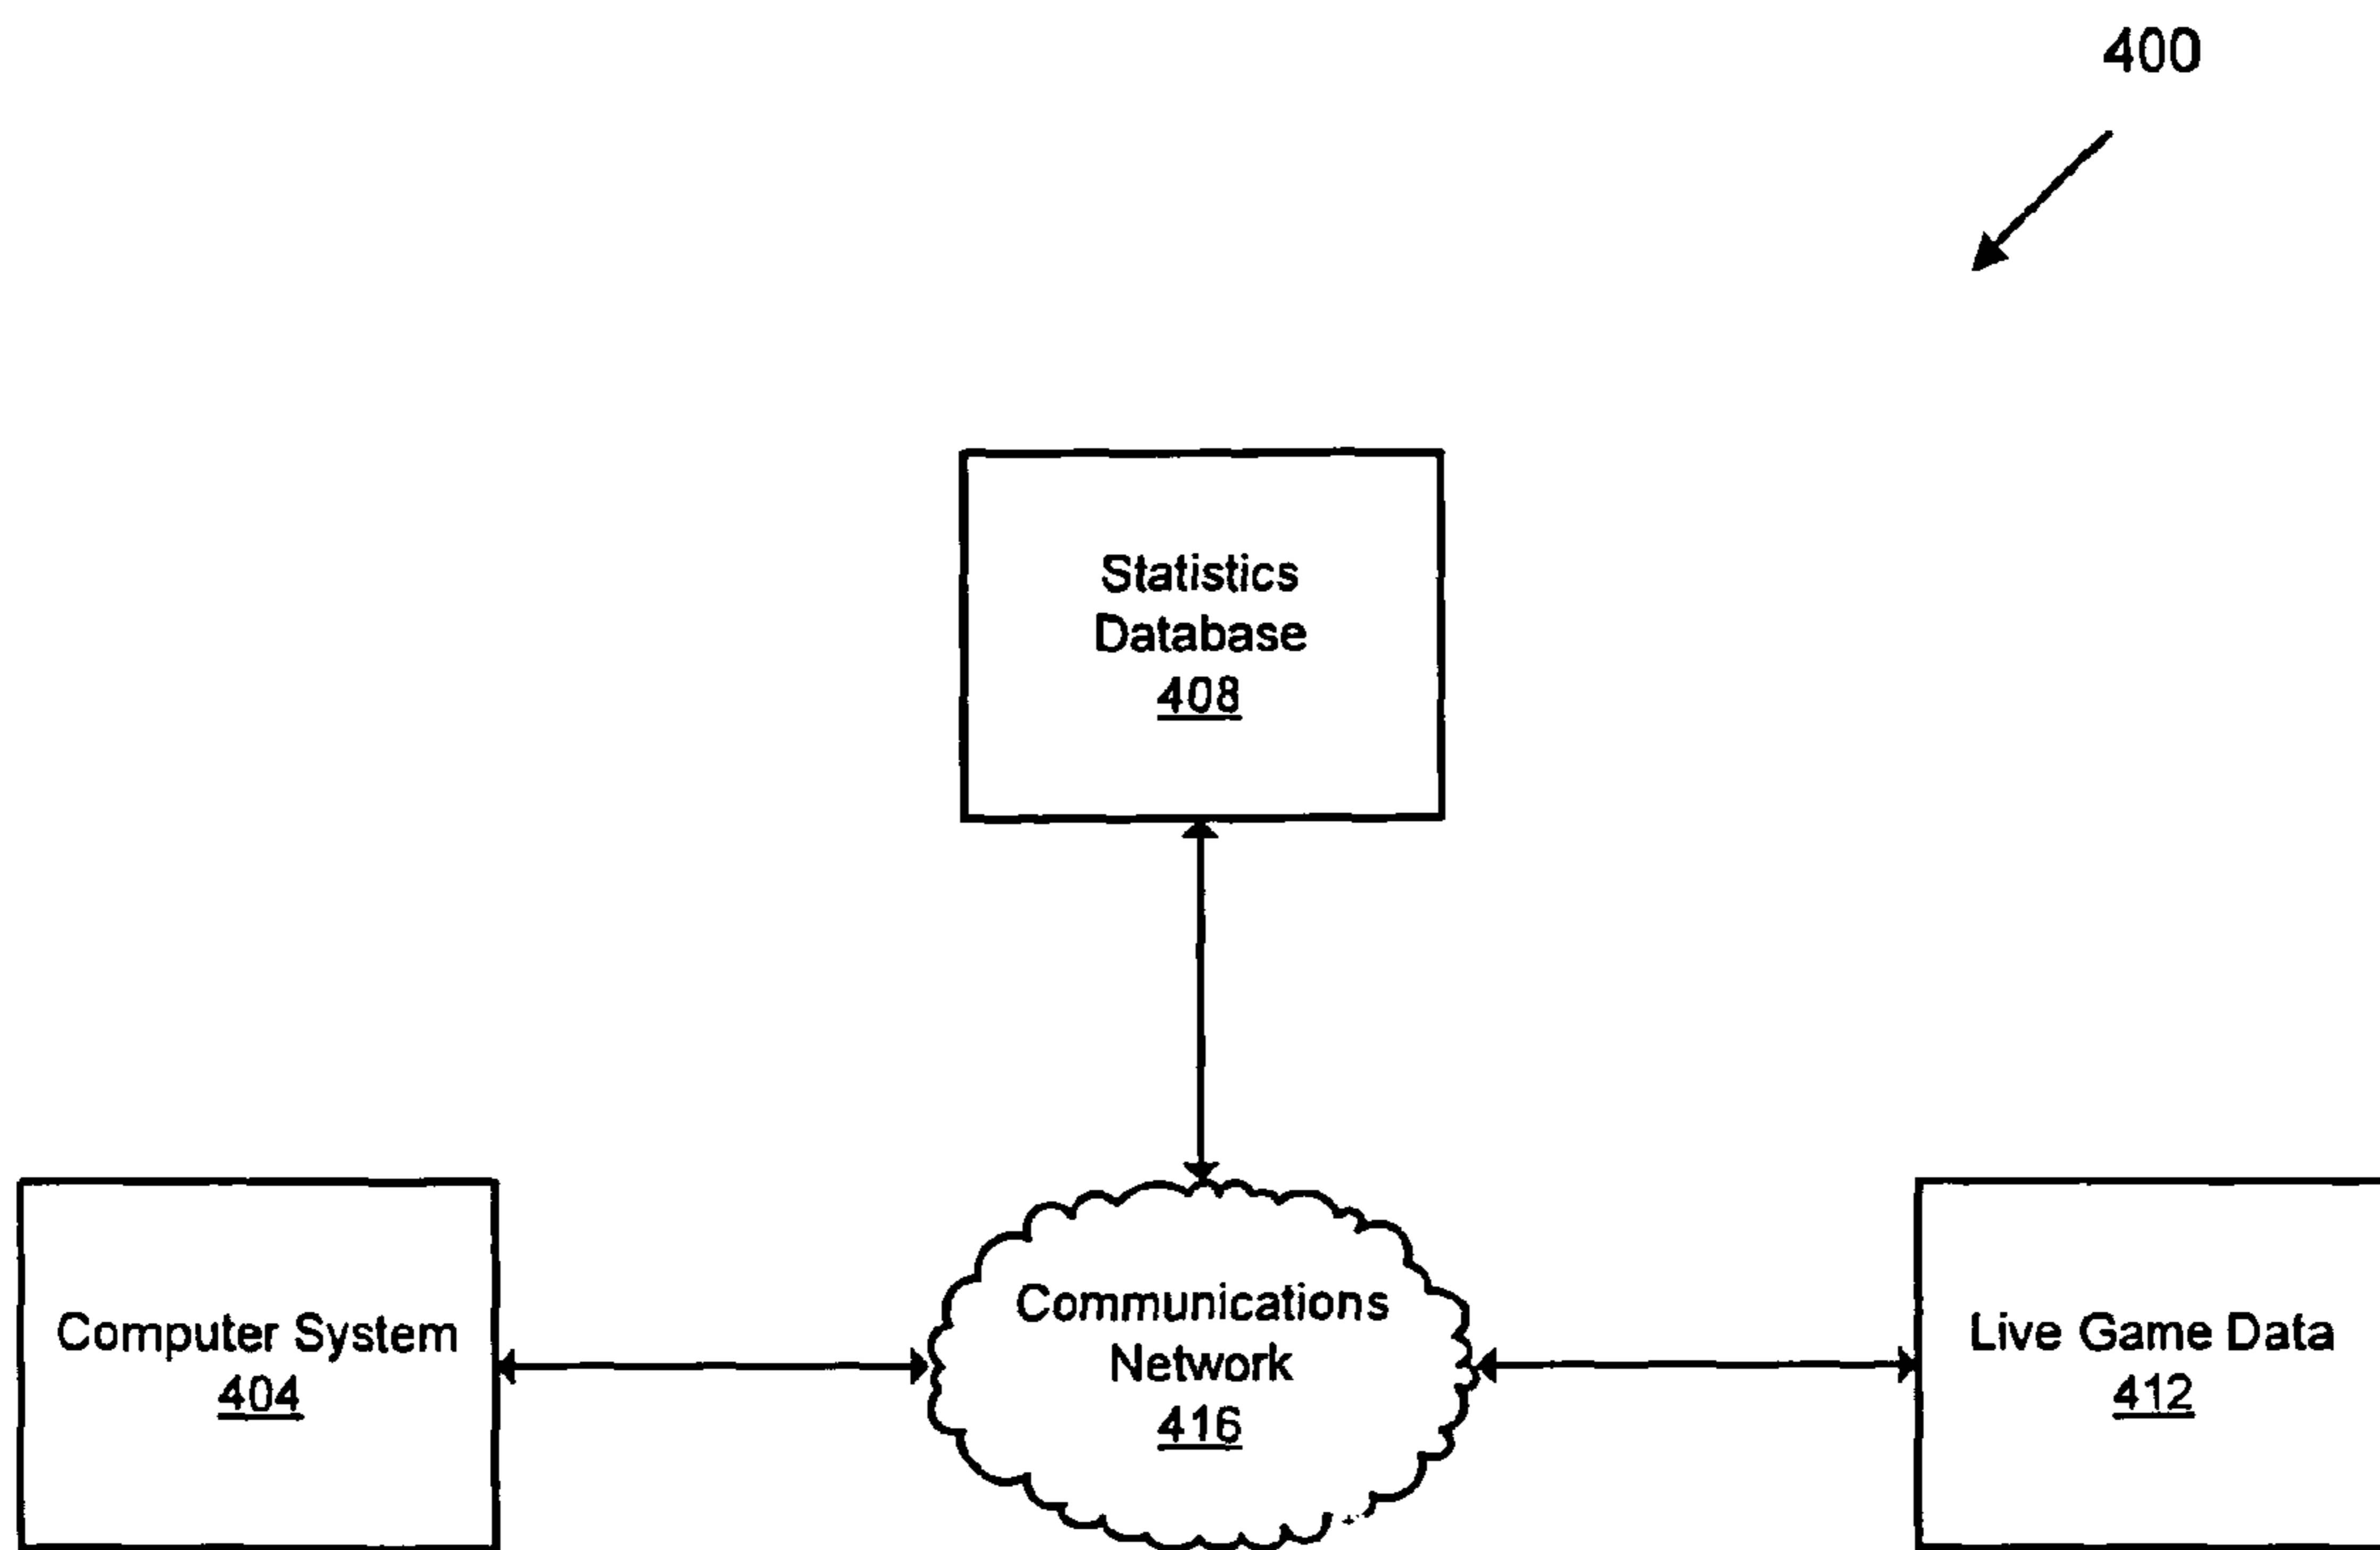 400
Statistics
Database
408
Computer System
404
Communications
Network
416
Live Game Data
412